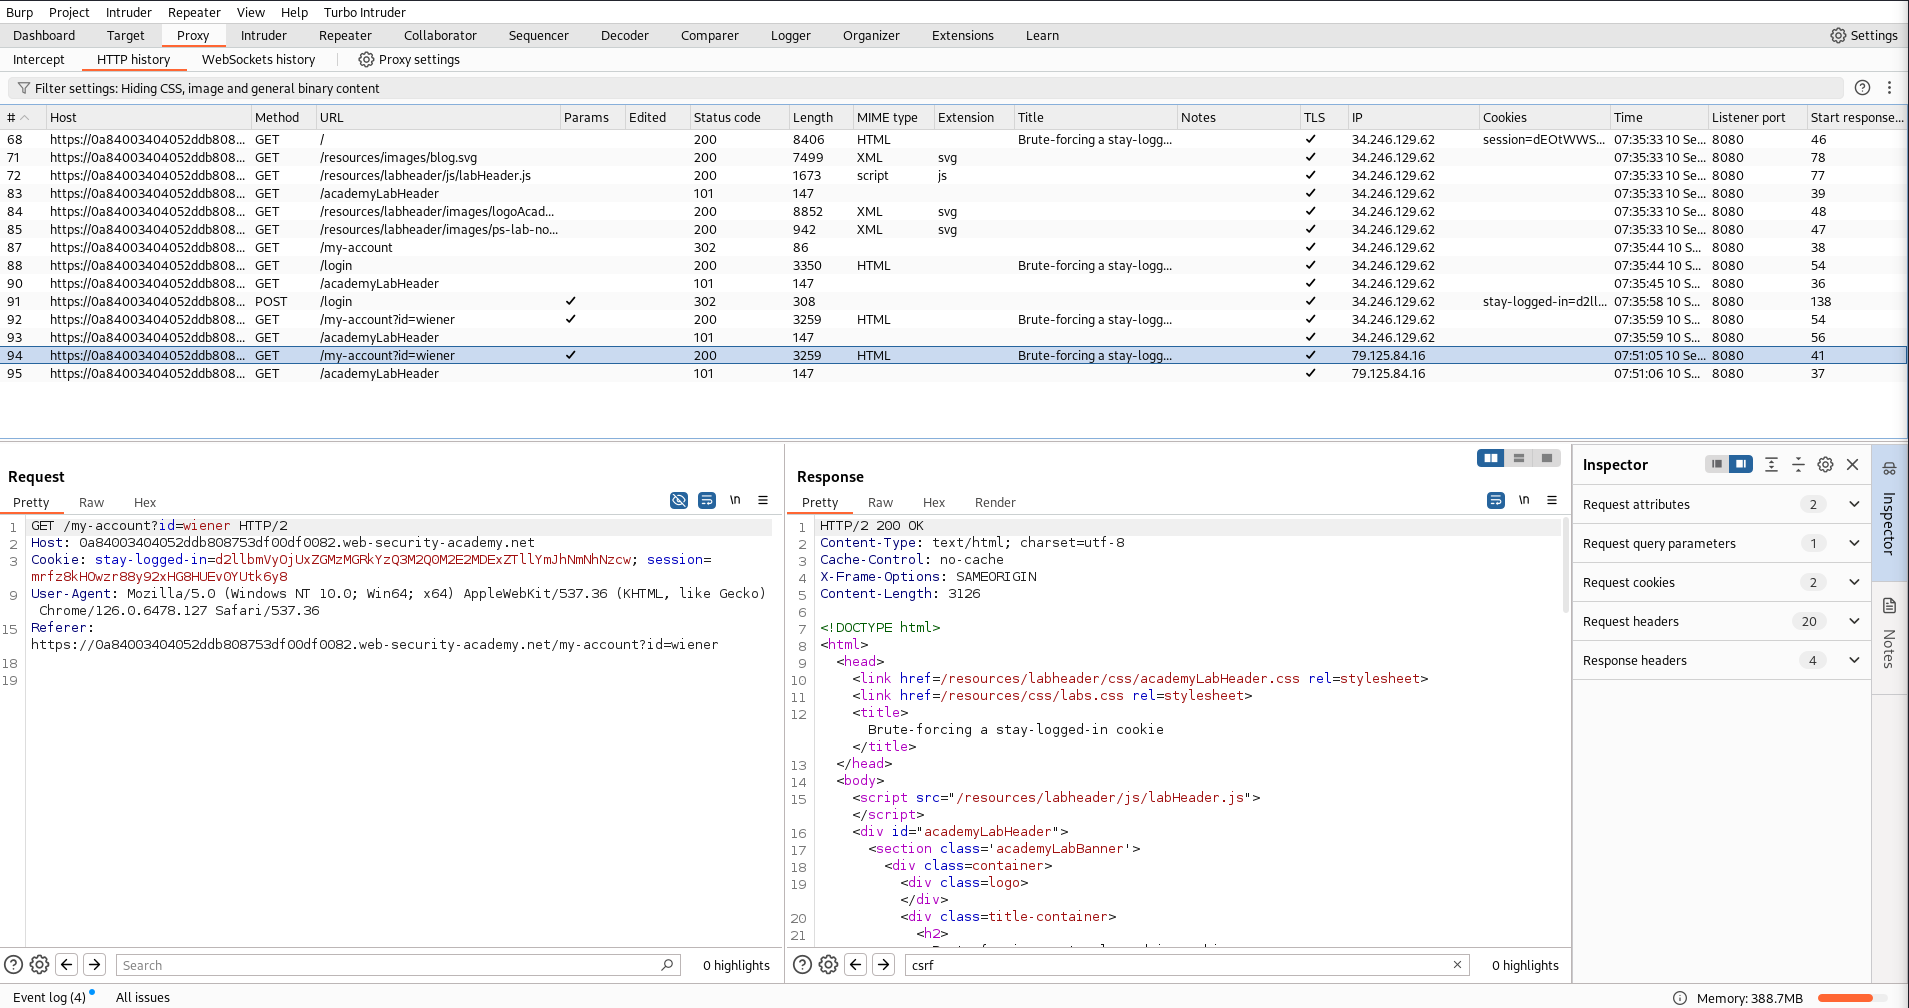 Burp Project Intruder Repeater View Help Turbo Intruder
Dashboard Target Proxy Intruder Repeater Collaborator Sequencer Decoder Comparer Logger Organizer Extensions Learn Settings
Intercept HTTP history WebSockets history Proxy settings
Filter settings: Hiding CSS, image and general binary content
# Host Method URL Params Edited Status code Length MIME type Extension Title Notes TLS IP Cookies Time Listener port Start response...
68 https://0a84003404052ddb808... GET / 200 8406 HTML Brute-forcing a stay-logg... ✓ 34.246.129.62 session=dEOtWWS... 07:35:33 10 Se... 8080 46
71 https://0a84003404052ddb808... GET /resources/images/blog.svg 200 7499 XML svg ✓ 34.246.129.62 07:35:33 10 Se... 8080 78
72 https://0a84003404052ddb808... GET /resources/labheader/js/labHeader.js 200 1673 script js ✓ 34.246.129.62 07:35:33 10 Se... 8080 77
83 https://0a84003404052ddb808... GET /academyLabHeader 101 147 ✓ 34.246.129.62 07:35:33 10 Se... 8080 39
84 https://0a84003404052ddb808... GET /resources/labheader/images/logoAcad... 200 8852 XML svg ✓ 34.246.129.62 07:35:33 10 Se... 8080 48
85 https://0a84003404052ddb808... GET /resources/labheader/images/ps-lab-no... 200 942 XML svg ✓ 34.246.129.62 07:35:33 10 Se... 8080 47
87 https://0a84003404052ddb808... GET /my-account 302 86 ✓ 34.246.129.62 07:35:44 10 S... 8080 38
88 https://0a84003404052ddb808... GET /login 200 3350 HTML Brute-forcing a stay-logg... ✓ 34.246.129.62 07:35:44 10 S... 8080 54
90 https://0a84003404052ddb808... GET /academyLabHeader 101 147 ✓ 34.246.129.62 07:35:45 10 S... 8080 36
91 https://0a84003404052ddb808... POST /login ✓ 302 308 ✓ 34.246.129.62 stay-logged-in=d2ll... 07:35:58 10 S... 8080 138
92 https://0a84003404052ddb808... GET /my-account?id=wiener ✓ 200 3259 HTML Brute-forcing a stay-logg... ✓ 34.246.129.62 07:35:59 10 S... 8080 54
93 https://0a84003404052ddb808... GET /academyLabHeader 101 147 ✓ 34.246.129.62 07:35:59 10 S... 8080 56
94 https://0a84003404052ddb808... GET /my-account?id=wiener ✓ 200 3259 HTML Brute-forcing a stay-logg... ✓ 79.125.84.16 07:51:05 10 Se... 8080 41
95 https://0a84003404052ddb808... GET /academyLabHeader 101 147 ✓ 79.125.84.16 07:51:06 10 S... 8080 37
Request
Pretty Raw Hex \n
1 GET /my-account?id=wiener HTTP/2
2 Host: 0a84003404052ddb808753df00df0082.web-security-academy.net
3 Cookie: stay-logged-in=d2llbmVyOjUxZGMzMGRkYzQ3M2Q0M2E2MDExZTllYmJhNmNhNzcw; session=
mrfz8kHOwzr88y92xHG8HUEv0YUtk6y8
9 User-Agent: Mozilla/5.0 (Windows NT 10.0; Win64; x64) AppleWebKit/537.36 (KHTML, like Gecko)
Chrome/126.0.6478.127 Safari/537.36
15 Referer:
https://0a84003404052ddb808753df00df0082.web-security-academy.net/my-account?id=wiener
18
19
Search 0 highlights
Response
Pretty Raw Hex Render \n
1 HTTP/2 200 OK
2 Content-Type: text/html; charset=utf-8
3 Cache-Control: no-cache
4 X-Frame-Options: SAMEORIGIN
5 Content-Length: 3126
6
7 <!DOCTYPE html>
8 <html>
9 <head>
10 <link href=/resources/labheader/css/academyLabHeader.css rel=stylesheet>
11 <link href=/resources/css/labs.css rel=stylesheet>
12 <title>
Brute-forcing a stay-logged-in cookie
</title>
13 </head>
14 <body>
15 <script src="/resources/labheader/js/labHeader.js">
</script>
16 <div id="academyLabHeader">
17 <section class='academyLabBanner'>
18 <div class=container>
19 <div class=logo>
</div>
20 <div class=title-container>
21 <h2>
csrf 0 highlights
Inspector
Request attributes 2
Request query parameters 1
Request cookies 2
Request headers 20
Response headers 4
Inspector
Notes
Event log (4) All issues Memory: 388.7MB